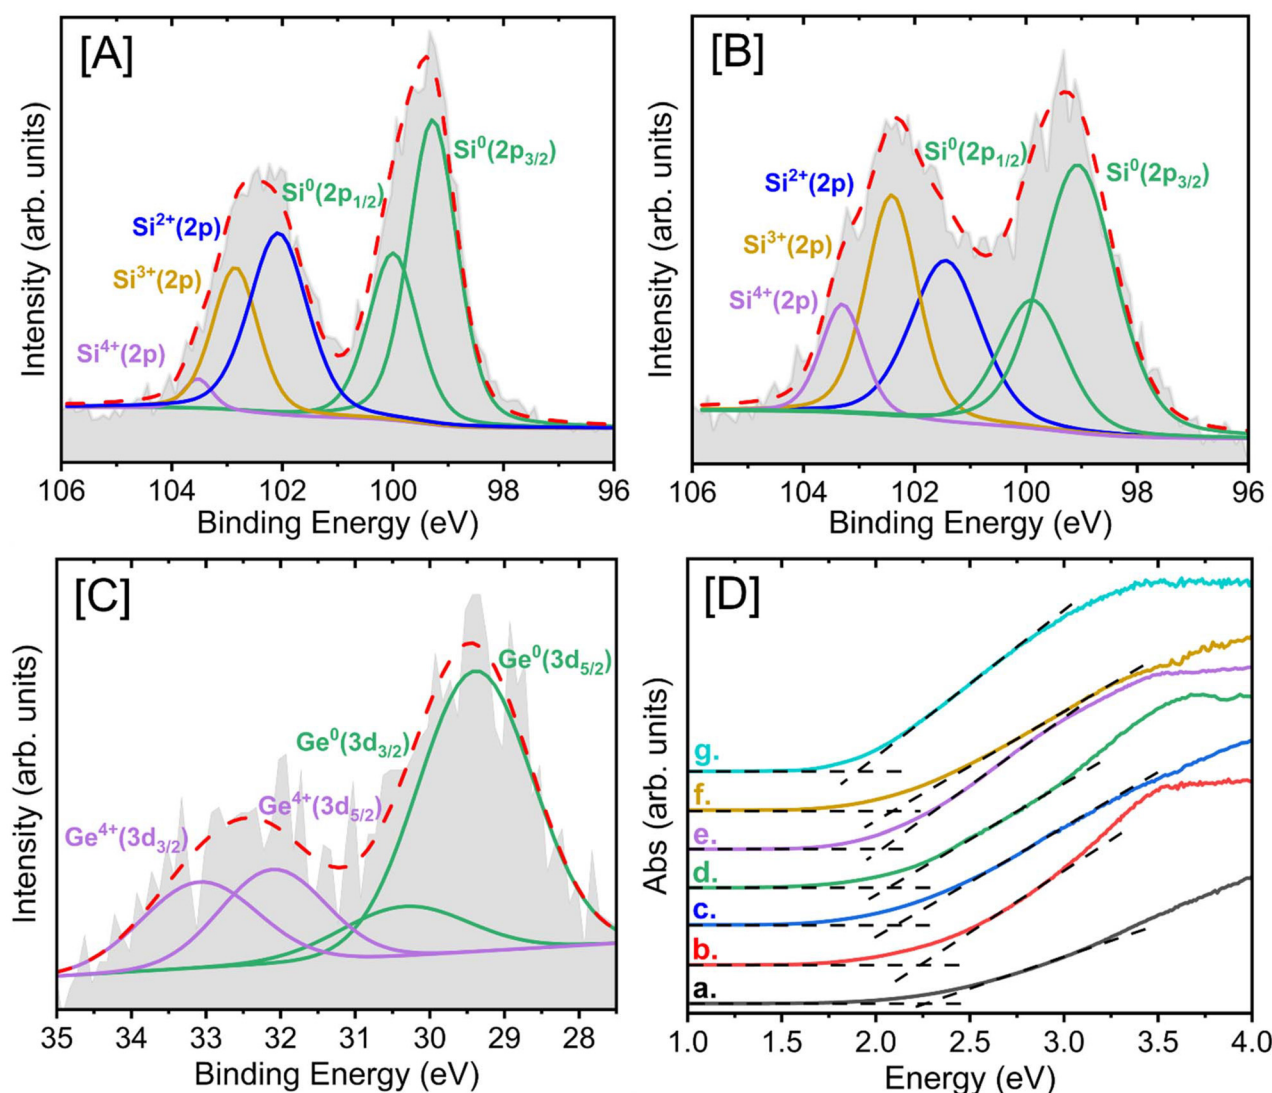 [A]
Si⁰(2p₃/₂)
Si⁰(2p₁/₂)
Si²⁺(2p)
Si³⁺(2p)
Si⁴⁺(2p)
Intensity (arb. units)
106 104 102 100 98 96
Binding Energy (eV)
[B]
Si⁰(2p₁/₂)
Si⁰(2p₃/₂)
Si²⁺(2p)
Si³⁺(2p)
Si⁴⁺(2p)
Intensity (arb. units)
106 104 102 100 98 96
Binding Energy (eV)
[C]
Ge⁰(3d₅/₂)
Ge⁰(3d₃/₂)
Ge⁴⁺(3d₅/₂)
Ge⁴⁺(3d₃/₂)
Intensity (arb. units)
35 34 33 32 31 30 29 28
Binding Energy (eV)
[D]
g.
f.
e.
d.
c.
b.
a.
Abs (arb. units)
1.0 1.5 2.0 2.5 3.0 3.5 4.0
Energy (eV)